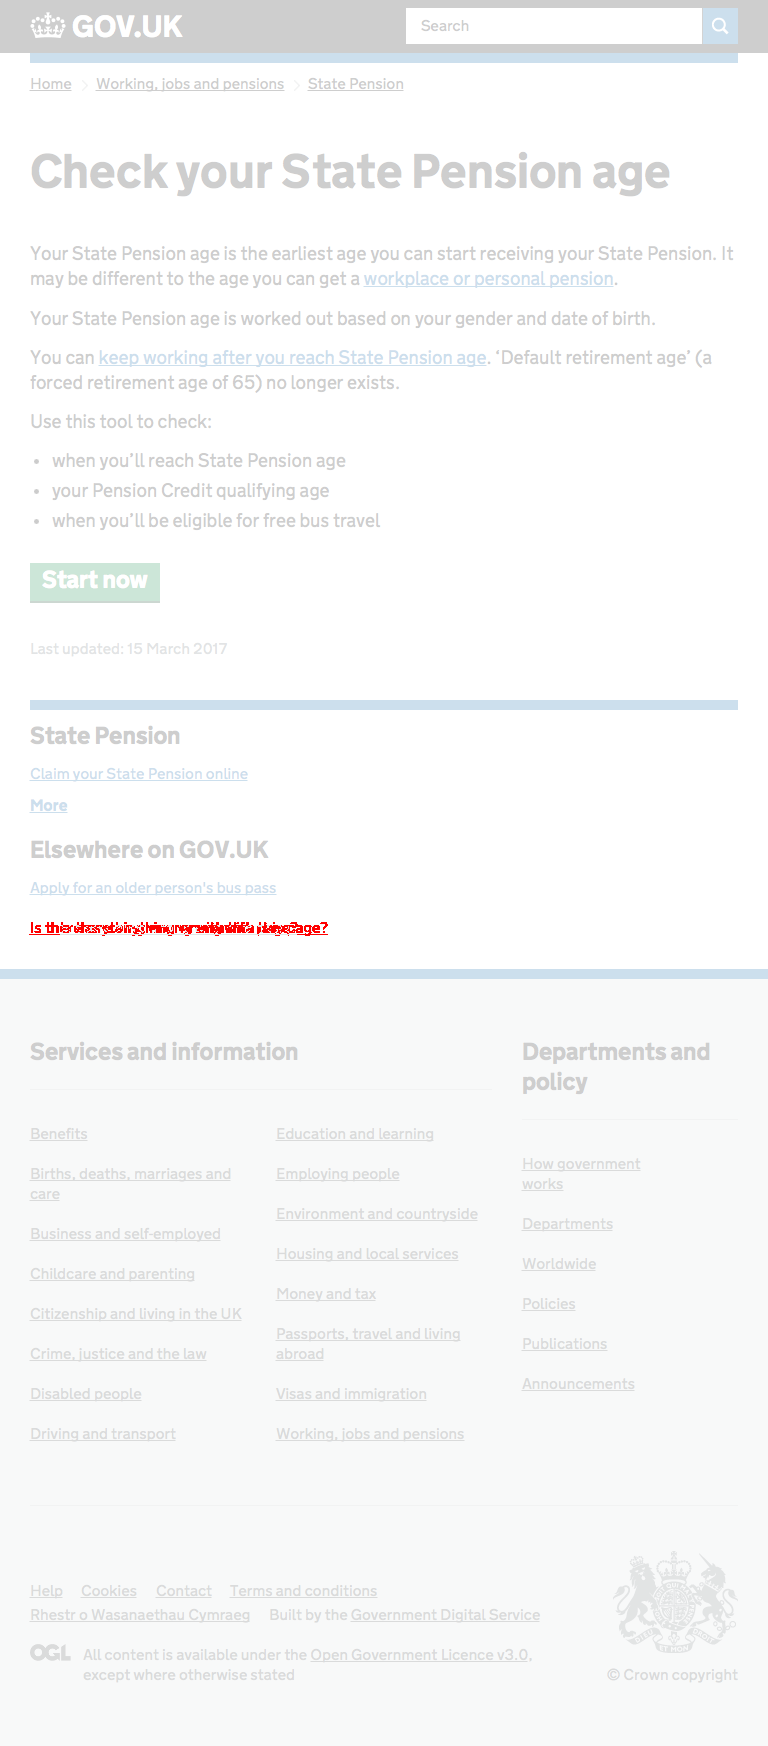 GOV.UK
Search
Home
Working, jobs and pensions
State Pension
Check your State Pension age
Your State Pension age is the earliest age you can start receiving your State Pension. It
may be different to the age you can get a workplace or personal pension.
Your State Pension age is worked out based on your gender and date of birth.
You can keep working after you reach State Pension age. ‘Default retirement age’ (a
forced retirement age of 65) no longer exists.
Use this tool to check:
• when you’ll reach State Pension age
• your Pension Credit qualifying age
• when you’ll be eligible for free bus travel
Start now
Last updated: 15 March 2017
State Pension
Claim your State Pension online
More
Elsewhere on GOV.UK
Apply for an older person's bus pass
Services and information
Benefits
Births, deaths, marriages and
care
Business and self-employed
Childcare and parenting
Citizenship and living in the UK
Crime, justice and the law
Disabled people
Driving and transport
Education and learning
Employing people
Environment and countryside
Housing and local services
Money and tax
Passports, travel and living
abroad
Visas and immigration
Working, jobs and pensions
Departments and
policy
How government
works
Departments
Worldwide
Policies
Publications
Announcements
Help
Cookies
Contact
Terms and conditions
Rhestr o Wasanaethau Cymraeg
Built by the Government Digital Service
OGL
All content is available under the Open Government Licence v3.0,
except where otherwise stated
© Crown copyright